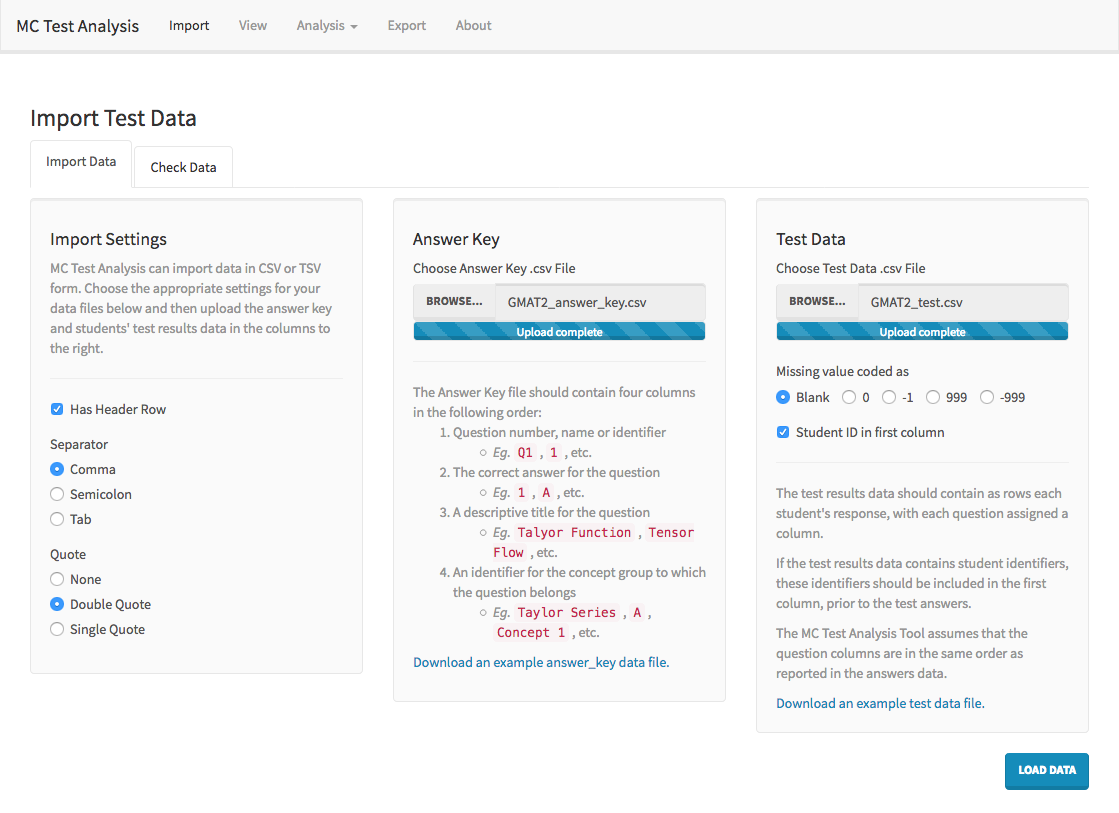 MC Test Analysis Import View Analysis Export About
Import Test Data
Import Data Check Data
Import Settings
MC Test Analysis can import data in CSV or TSV
form. Choose the appropriate settings for your
data files below and then upload the answer key
and students' test results data in the columns to
the right.
Has Header Row
Separator
Comma
Semicolon
Tab
Quote
None
Double Quote
Single Quote
Answer Key
Choose Answer Key .csv File
BROWSE... GMAT2_answer_key.csv
Upload complete
The Answer Key file should contain four columns
in the following order:
1. Question number, name or identifier
Eg. Q1 , 1 , etc.
2. The correct answer for the question
Eg. 1 , A , etc.
3. A descriptive title for the question
Eg. Talyor Function , Tensor
Flow , etc.
4. An identifier for the concept group to which
the question belongs
Eg. Taylor Series , A ,
Concept 1 , etc.
Download an example answer_key data file.
Test Data
Choose Test Data .csv File
BROWSE... GMAT2_test.csv
Upload complete
Missing value coded as
Blank 0 -1 999 -999
Student ID in first column
The test results data should contain as rows each
student's response, with each question assigned a
column.
If the test results data contains student identifiers,
these identifiers should be included in the first
column, prior to the test answers.
The MC Test Analysis Tool assumes that the
question columns are in the same order as
reported in the answers data.
Download an example test data file.
LOAD DATA